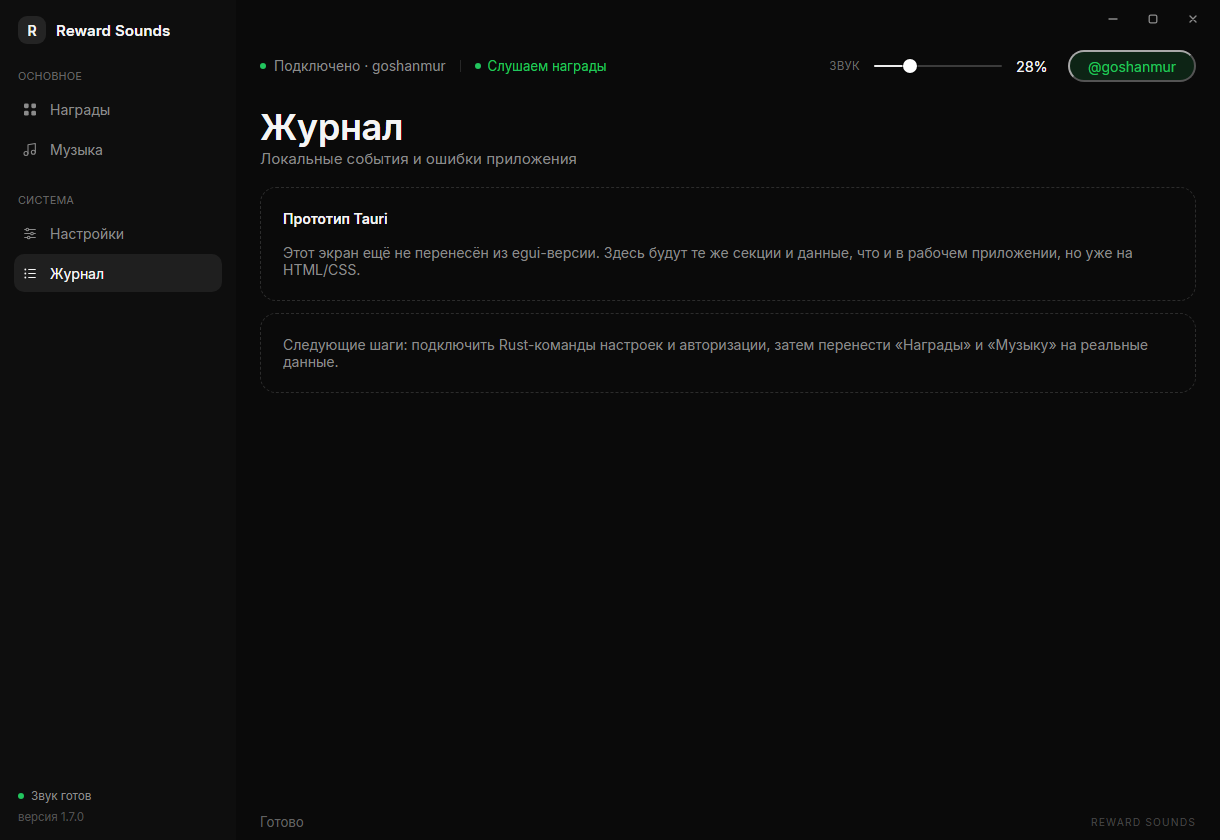 R Reward Sounds
ОСНОВНОЕ
Награды
Музыка
СИСТЕМА
Настройки
Журнал
Звук готов
версия 1.7.0
Подключено · goshanmur
Слушаем награды
ЗВУК
28%
@goshanmur
Журнал
Локальные события и ошибки приложения
Прототип Tauri
Этот экран ещё не перенесён из egui-версии. Здесь будут те же секции и данные, что и в рабочем приложении, но уже на
HTML/CSS.
Следующие шаги: подключить Rust-команды настроек и авторизации, затем перенести «Награды» и «Музыку» на реальные
данные.
Готово
REWARD SOUNDS